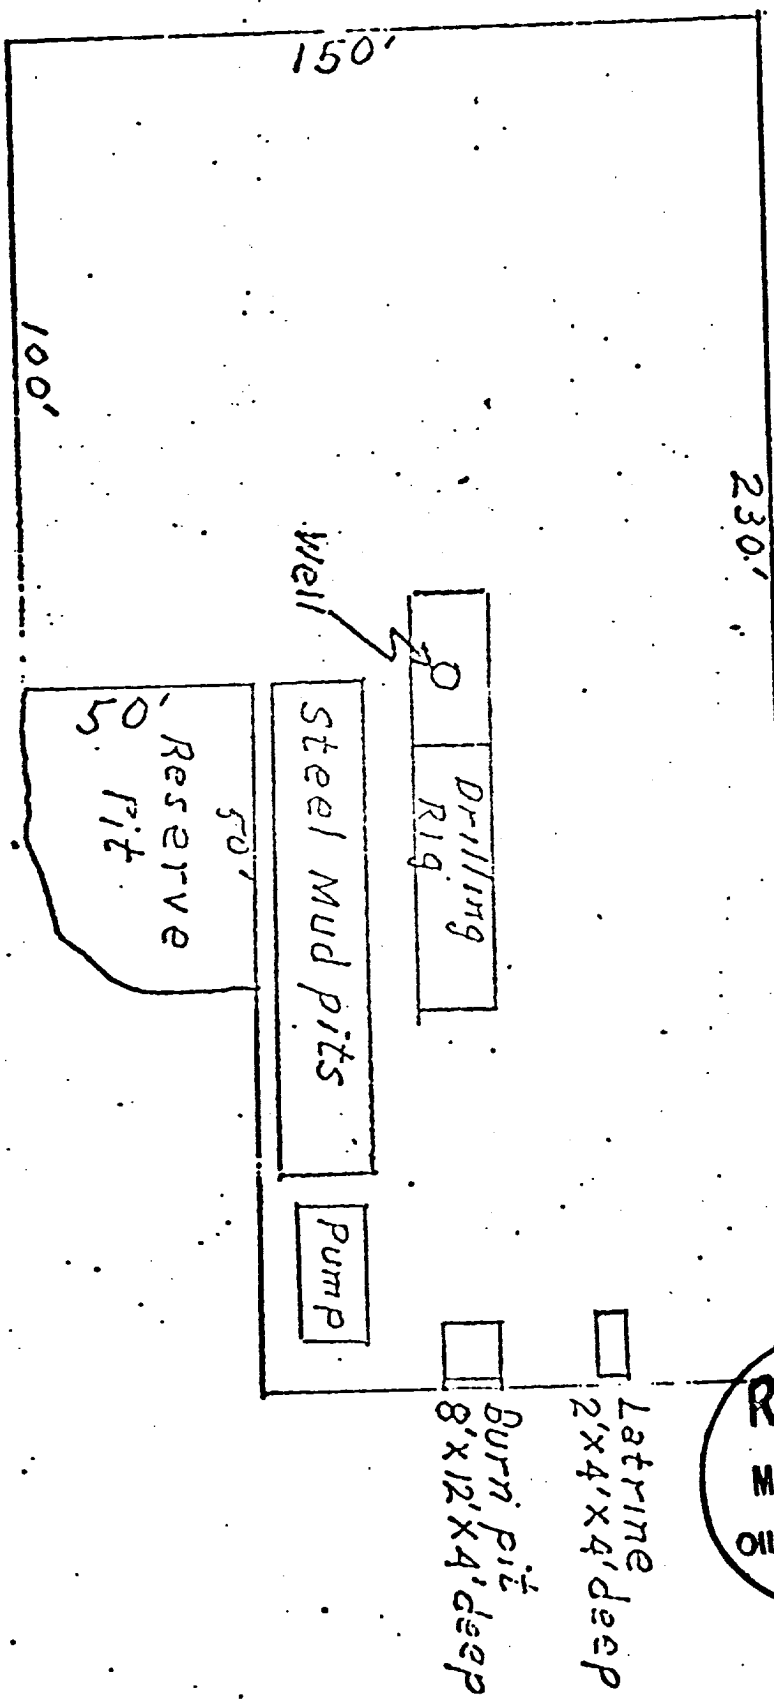 150'
230'
100'
Well
Drilling
Rig
Steel Mud pits
50'
50'
Reserve
Pit
Pump
Latrine
2'x4'x4' deep
Burn pit
8'x12'x4' deep
R
M
OIL